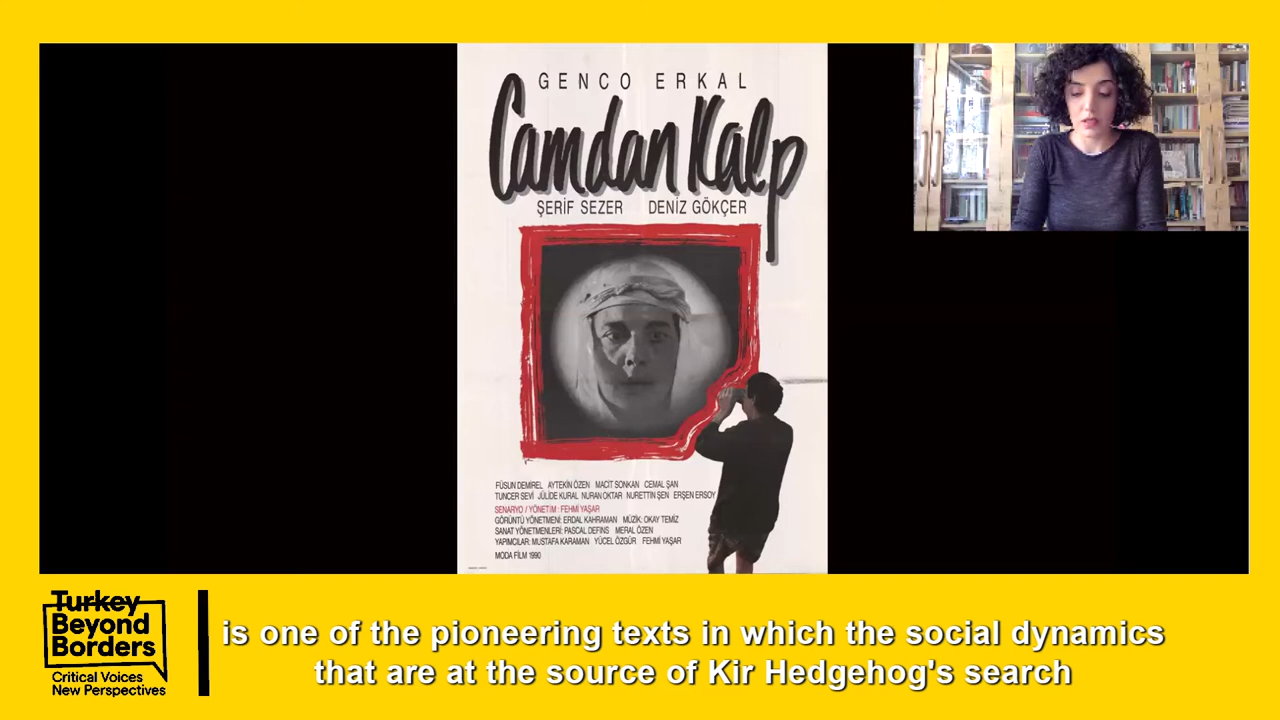 GENCO ERKAL
Camdan Kalp
ŞERİF SEZER DENİZ GÖKÇER
FÜSUN DEMİREL AYTEKİN ÖZEN MACİT SONKAN CEMAL ŞAN
TUNCER SEVİ JÜLİDE KURAL NURAN OKTAR NURETTİN ŞEN ERŞEN ERSOY
SENARYO / YÖNETİM : FEHMİ YAŞAR
GÖRÜNTÜ YÖNETMENİ: ERDAL KAHRAMAN MÜZİK: OKAY TEMİZ
SANAT YÖNETMENLERİ: PASCAL DEFINS MERAL ÖZEN
YAPIMCILAR: MUSTAFA KARAMAN YÜCEL ÖZGÜR FEHMİ YAŞAR
MODA FİLM 1990
Turkey
Beyond
Borders
Critical Voices
New Perspectives
is one of the pioneering texts in which the social dynamics
that are at the source of Kir Hedgehog's search